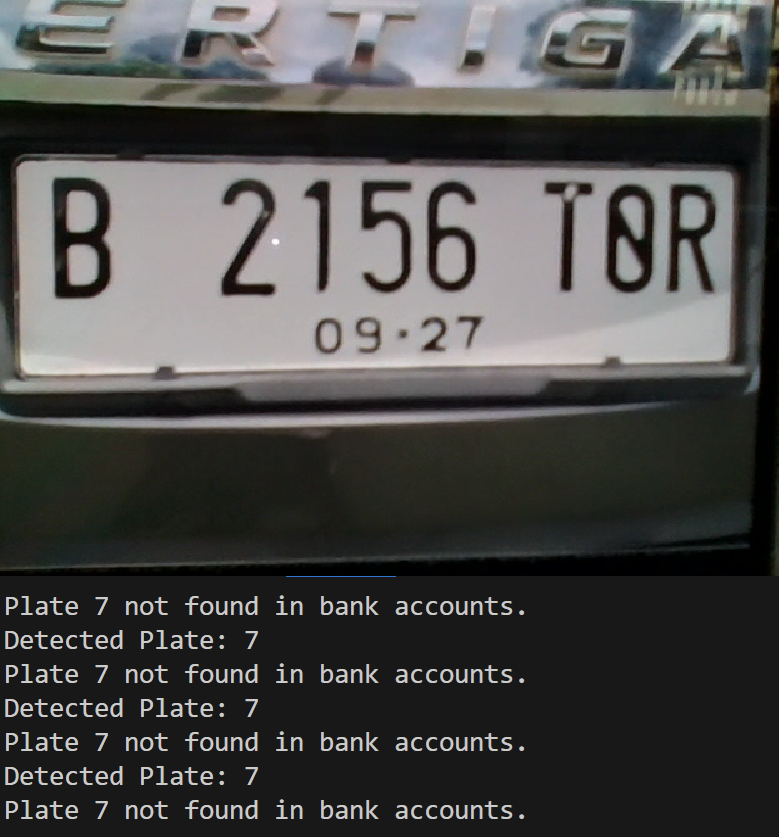 ERTIGA
B 2156 TØR
09·27
Plate 7 not found in bank accounts.
Detected Plate: 7
Plate 7 not found in bank accounts.
Detected Plate: 7
Plate 7 not found in bank accounts.
Detected Plate: 7
Plate 7 not found in bank accounts.